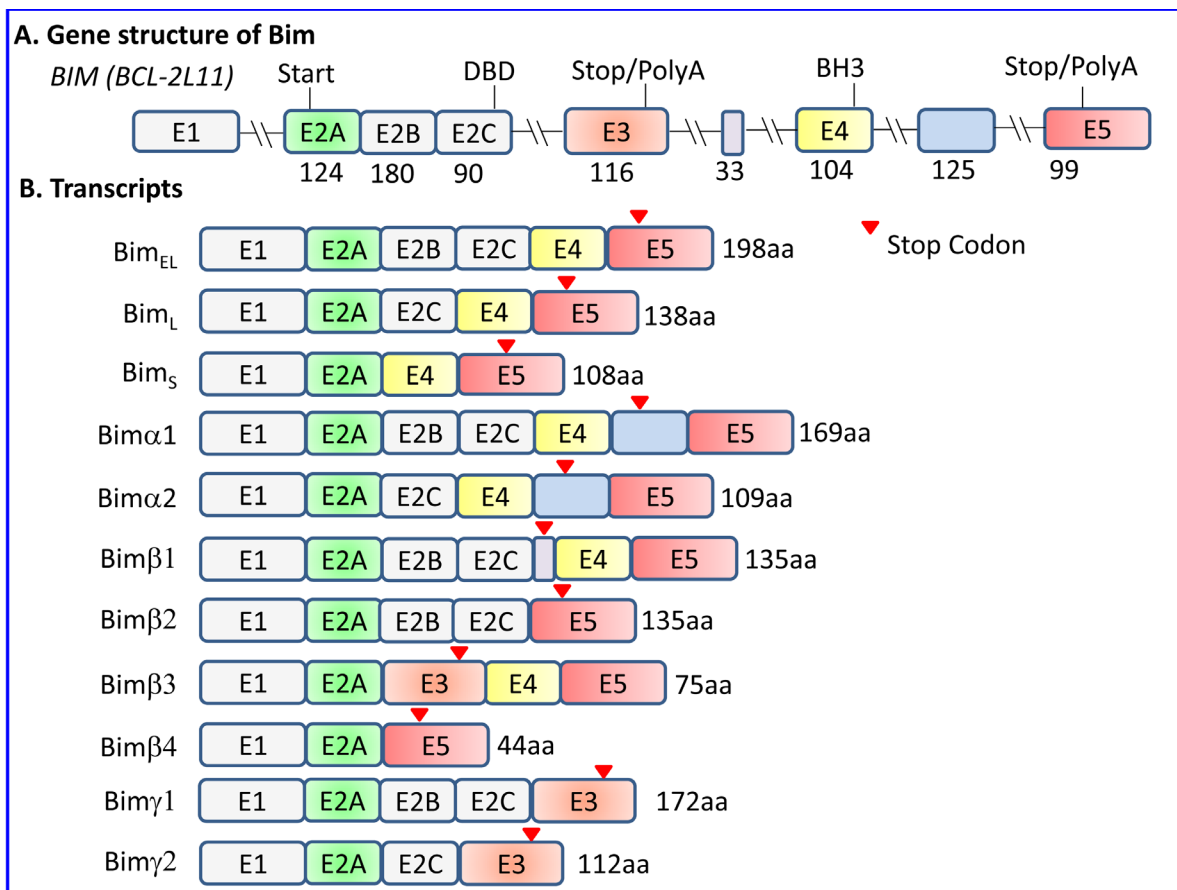 A. Gene structure of Bim
BIM (BCL-2L11) Start DBD Stop/PolyA BH3 Stop/PolyA
E1 E2A E2B E2C E3 E4 E5
124 180 90 116 33 104 125 99
B. Transcripts
Stop Codon
BimEL E1 E2A E2B E2C E4 E5 198aa
BimL E1 E2A E2C E4 E5 138aa
BimS E1 E2A E4 E5 108aa
Bimα1 E1 E2A E2B E2C E4 E5 169aa
Bimα2 E1 E2A E2C E4 E5 109aa
Bimβ1 E1 E2A E2B E2C E4 E5 135aa
Bimβ2 E1 E2A E2B E2C E5 135aa
Bimβ3 E1 E2A E3 E4 E5 75aa
Bimβ4 E1 E2A E5 44aa
Bimγ1 E1 E2A E2B E2C E3 172aa
Bimγ2 E1 E2A E2C E3 112aa